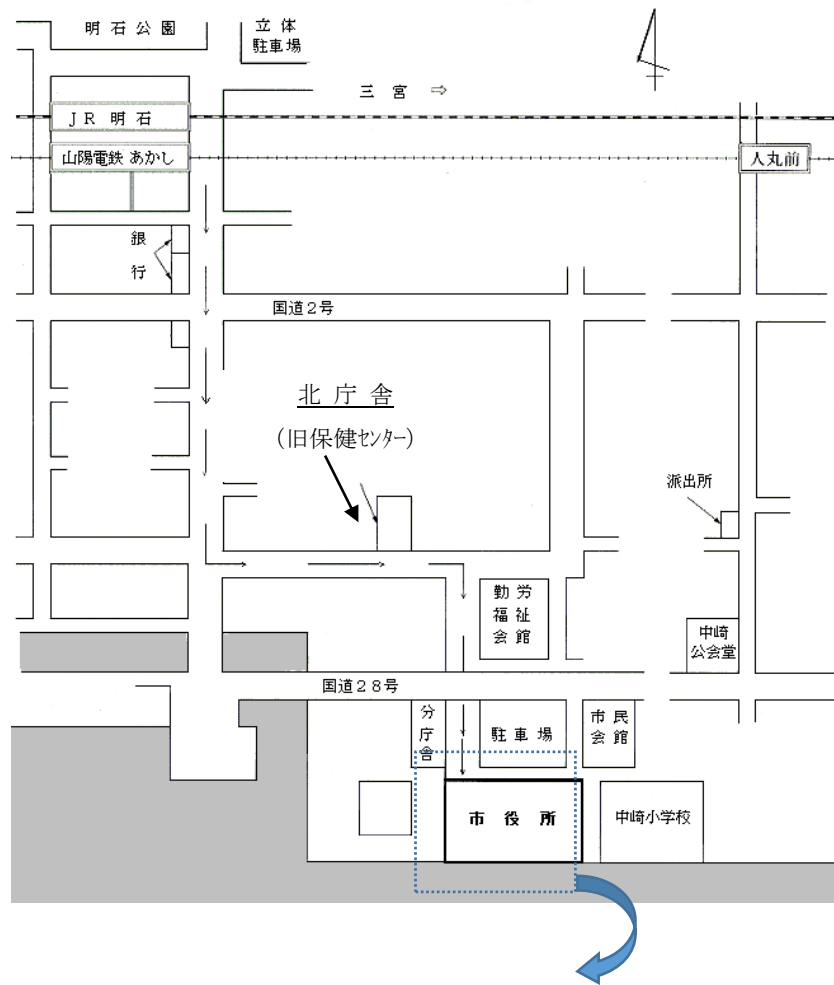 明石公園
立体
駐車場
三宮 ⇨
JR 明石
山陽電鉄 あかし
人丸前
銀
行
国道2号
北庁舎
(旧保健センター)
派出所
勤労
福祉
会館
中崎
公会堂
国道28号
分
庁
舎
駐車場
市民
会館
市役所
中崎小学校